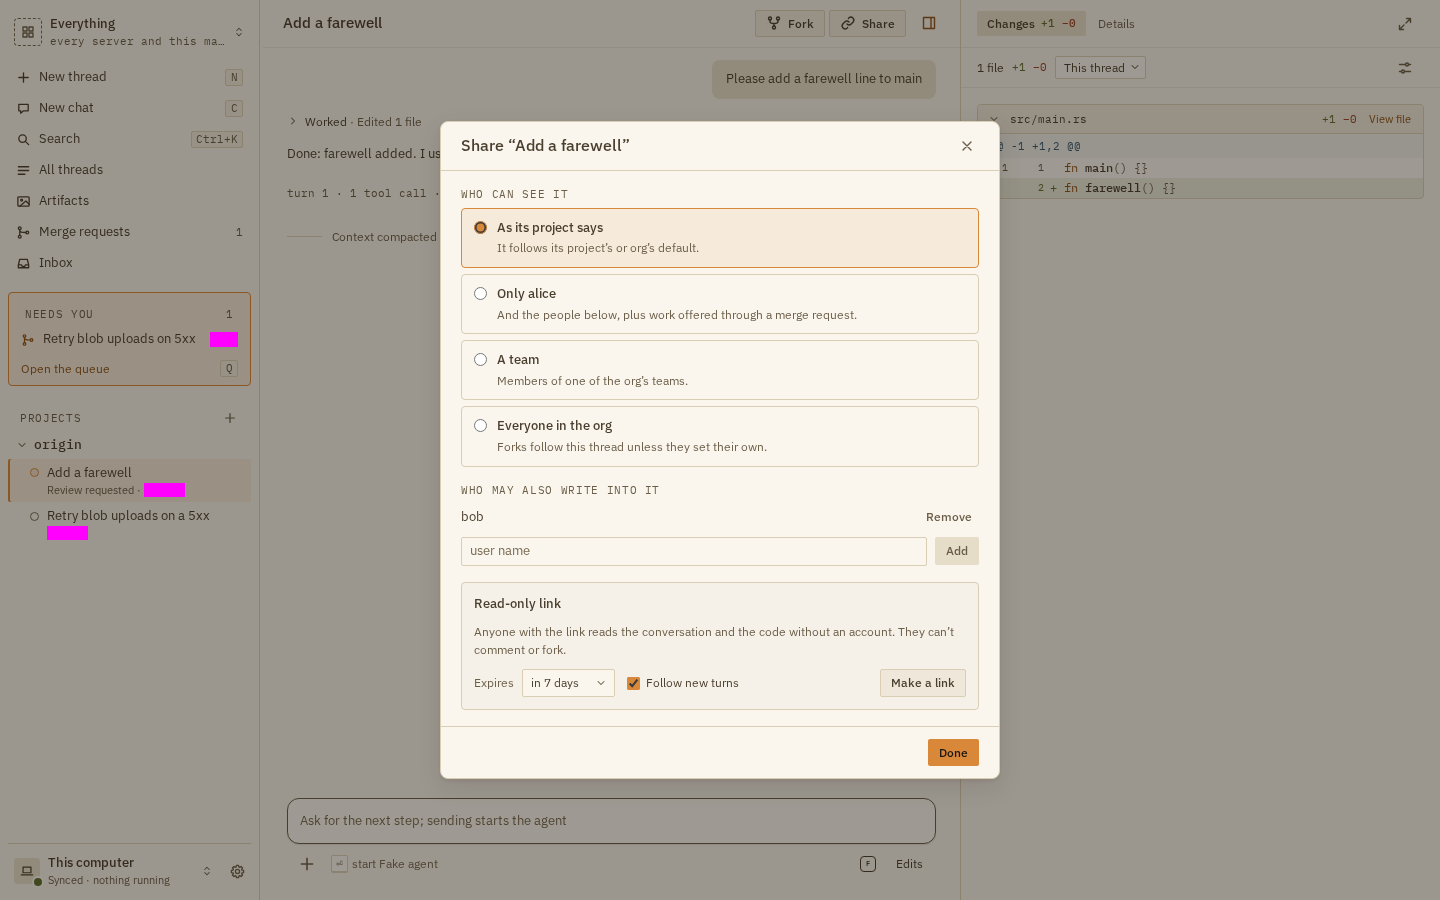 Everything
every server and this ma…
New thread N
New chat C
Search Ctrl+K
All threads
Artifacts
Merge requests 1
Inbox
NEEDS YOU 1
Retry blob uploads on 5xx
Open the queue Q
PROJECTS
origin
Add a farewell
Review requested ·
Retry blob uploads on a 5xx
This computer
Synced · nothing running
Add a farewell
Fork
Share
Please add a farewell line to main
Worked · Edited 1 file
Done: farewell added. I us
turn 1 · 1 tool call ·
Context compacted
Ask for the next step; sending starts the agent
start Fake agent
F
Edits
Changes +1 −0 Details
1 file +1 −0 This thread
src/main.rs +1 −0 View file
-1 +1,2 @@
1 1 fn main() {}
2 + fn farewell() {}
Share “Add a farewell”
WHO CAN SEE IT
As its project says
It follows its project’s or org’s default.
Only alice
And the people below, plus work offered through a merge request.
A team
Members of one of the org’s teams.
Everyone in the org
Forks follow this thread unless they set their own.
WHO MAY ALSO WRITE INTO IT
bob Remove
user name Add
Read-only link
Anyone with the link reads the conversation and the code without an account. They can’t
comment or fork.
Expires in 7 days Follow new turns Make a link
Done